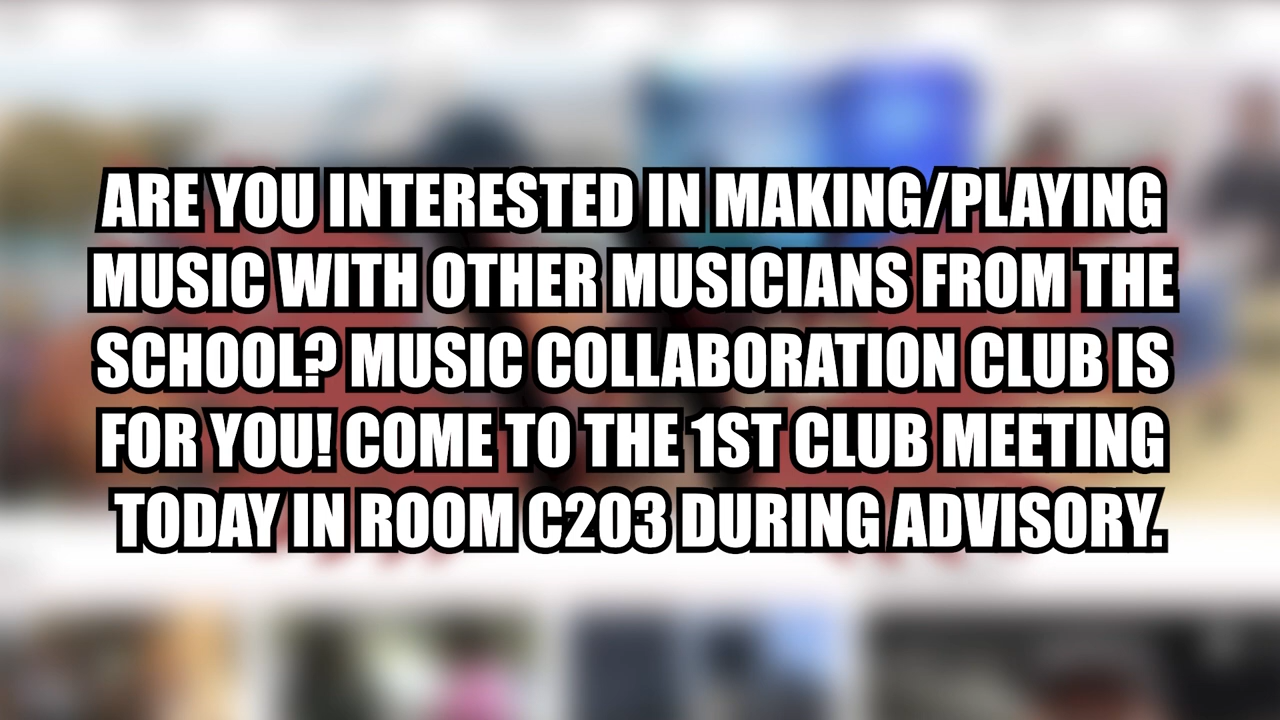 ARE YOU INTERESTED IN MAKING/PLAYING
MUSIC WITH OTHER MUSICIANS FROM THE
SCHOOL? MUSIC COLLABORATION CLUB IS
FOR YOU! COME TO THE 1ST CLUB MEETING
TODAY IN ROOM C203 DURING ADVISORY.